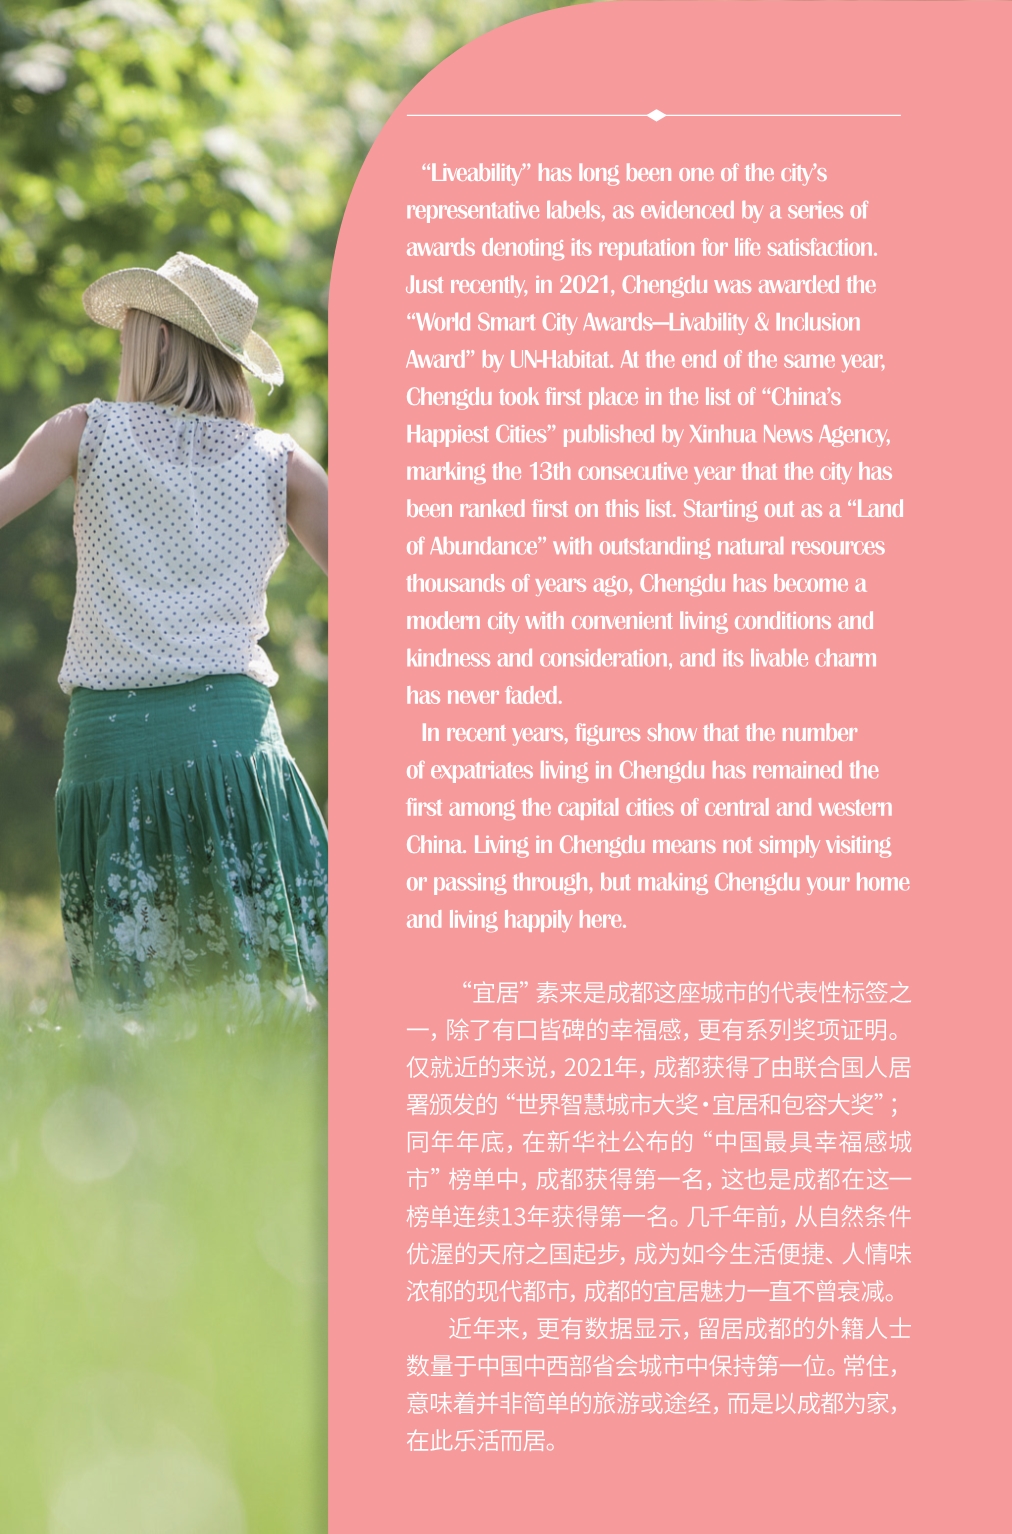 “Liveability” has long been one of the city’s
representative labels, as evidenced by a series of
awards denoting its reputation for life satisfaction.
Just recently, in 2021, Chengdu was awarded the
“World Smart City Awards—Livability & Inclusion
Award” by UN-Habitat. At the end of the same year,
Chengdu took first place in the list of “China’s
Happiest Cities” published by Xinhua News Agency,
marking the 13th consecutive year that the city has
been ranked first on this list. Starting out as a “Land
of Abundance” with outstanding natural resources
thousands of years ago, Chengdu has become a
modern city with convenient living conditions and
kindness and consideration, and its livable charm
has never faded.
In recent years, figures show that the number
of expatriates living in Chengdu has remained the
first among the capital cities of central and western
China. Living in Chengdu means not simply visiting
or passing through, but making Chengdu your home
and living happily here.
“宜居”素来是成都这座城市的代表性标签之
一，除了有口皆碑的幸福感，更有系列奖项证明。
仅就近的来说，2021年，成都获得了由联合国人居
署颁发的“世界智慧城市大奖·宜居和包容大奖”；
同年年底，在新华社公布的“中国最具幸福感城
市”榜单中，成都获得第一名，这也是成都在这一
榜单连续13年获得第一名。几千年前，从自然条件
优渥的天府之国起步，成为如今生活便捷、人情味
浓郁的现代都市，成都的宜居魅力一直不曾衰减。
近年来，更有数据显示，留居成都的外籍人士
数量于中国中西部省会城市中保持第一位。常住，
意味着并非简单的旅游或途经，而是以成都为家，
在此乐活而居。